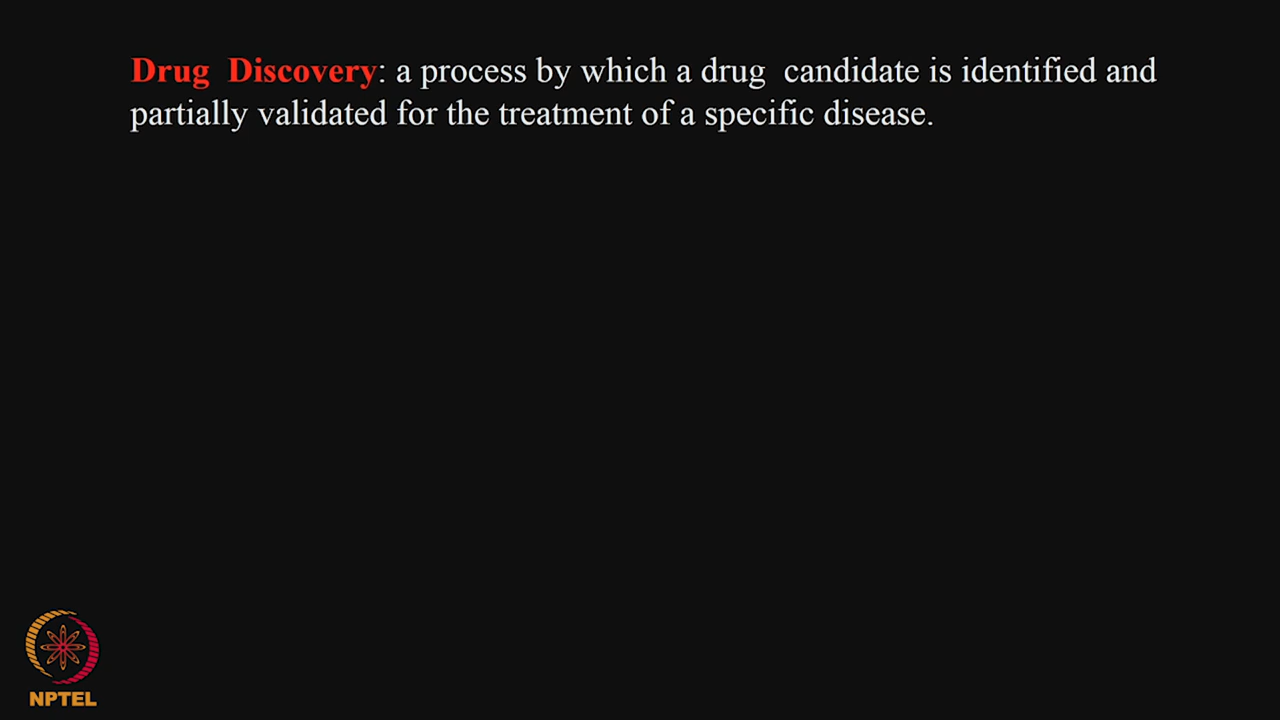 Drug Discovery: a process by which a drug candidate is identified and
partially validated for the treatment of a specific disease.
NPTEL